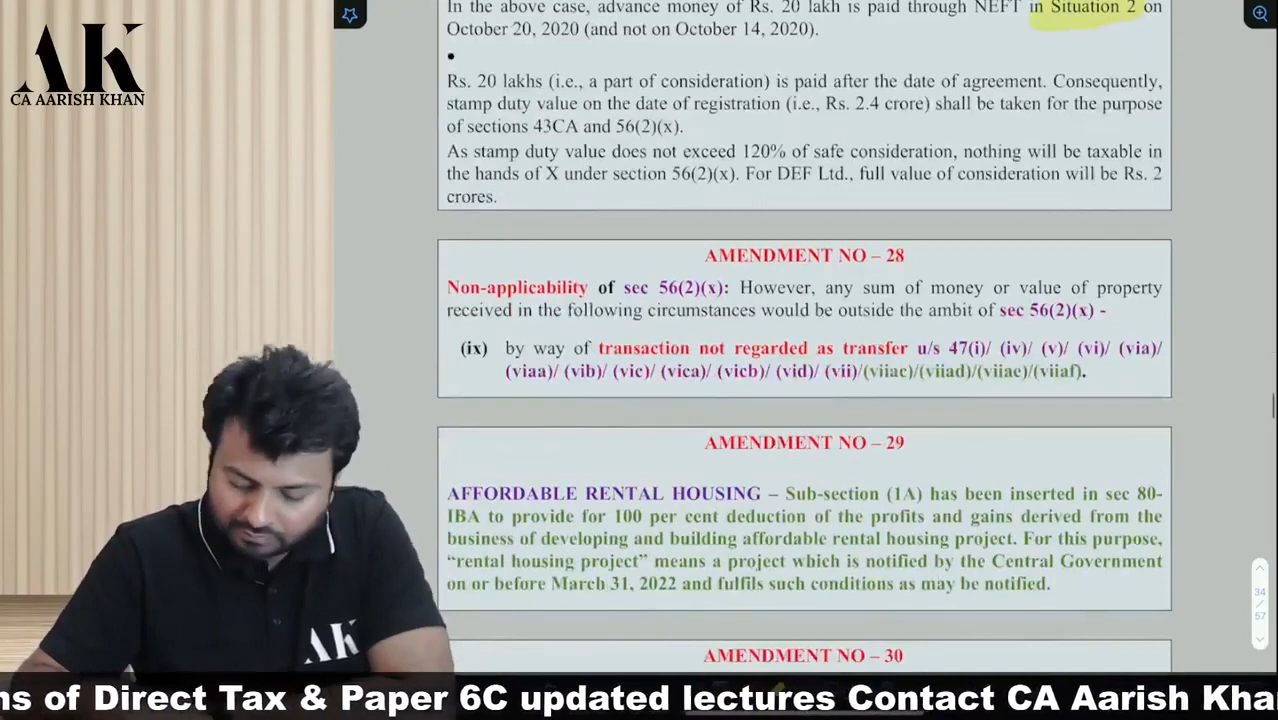 AK
CA AARISH KHAN
In the above case, advance money of Rs. 20 lakh is paid through NEFT in Situation 2 on
October 20, 2020 (and not on October 14, 2020).
•
Rs. 20 lakhs (i.e., a part of consideration) is paid after the date of agreement. Consequently,
stamp duty value on the date of registration (i.e., Rs. 2.4 crore) shall be taken for the purpose
of sections 43CA and 56(2)(x).
As stamp duty value does not exceed 120% of safe consideration, nothing will be taxable in
the hands of X under section 56(2)(x). For DEF Ltd., full value of consideration will be Rs. 2
crores.
AMENDMENT NO – 28
Non-applicability of sec 56(2)(x): However, any sum of money or value of property
received in the following circumstances would be outside the ambit of sec 56(2)(x) -
(ix) by way of transaction not regarded as transfer u/s 47(i)/ (iv)/ (v)/ (vi)/ (via)/
(viaa)/ (vib)/ (vic)/ (vica)/ (vicb)/ (vid)/ (vii)/(viiac)/(viiad)/(viiae)/(viiaf).
AMENDMENT NO – 29
AFFORDABLE RENTAL HOUSING – Sub-section (1A) has been inserted in sec 80-
IBA to provide for 100 per cent deduction of the profits and gains derived from the
business of developing and building affordable rental housing project. For this purpose,
“rental housing project” means a project which is notified by the Central Government
on or before March 31, 2022 and fulfils such conditions as may be notified.
AMENDMENT NO – 30
34
/
57
AK
ns of Direct Tax & Paper 6C updated lectures Contact CA Aarish Kha